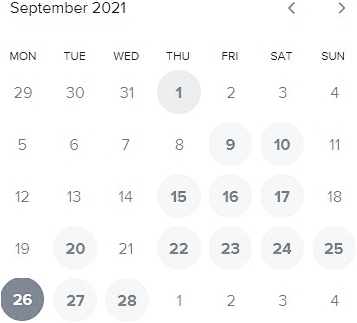 September 2021
MON TUE WED THU FRI SAT SUN
29 30 31 1 2 3 4
5 6 7 8 9 10 11
12 13 14 15 16 17 18
19 20 21 22 23 24 25
26 27 28 1 2 3 4